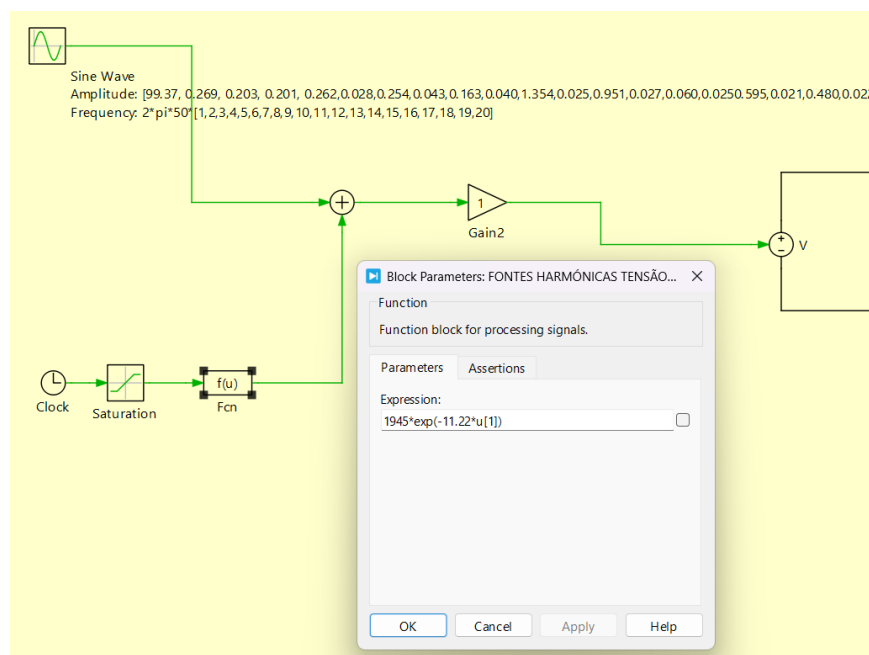 Sine Wave
Amplitude: [99.37, 0.269, 0.203, 0.201, 0.262,0.028,0.254,0.043,0.163,0.040,1.354,0.025,0.951,0.027,0.060,0.0250.595,0.021,0.480,0.02
Frequency: 2*pi*50*[1,2,3,4,5,6,7,8,9,10,11,12,13,14,15,16,17,18,19,20]
1
Gain2
+
-
V
Block Parameters: FONTES HARMÓNICAS TENSÃO...
Function
Function block for processing signals.
Parameters
Assertions
Expression:
1945*exp(-11.22*u[1])
OK
Cancel
Apply
Help
Clock
Saturation
f(u)
Fcn